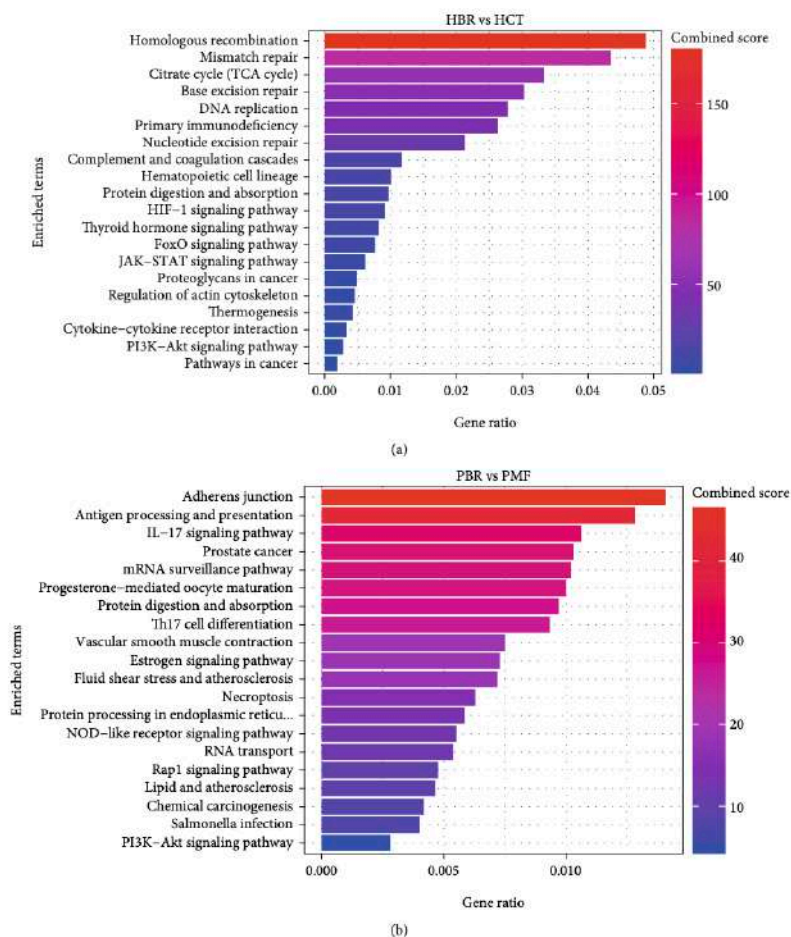 HBR vs HCT
Homologous recombination
Mismatch repair
Citrate cycle (TCA cycle)
Base excision repair
DNA replication
Primary immunodeficiency
Nucleotide excision repair
Complement and coagulation cascades
Hematopoietic cell lineage
Protein digestion and absorption
HIF−1 signaling pathway
Thyroid hormone signaling pathway
FoxO signaling pathway
JAK−STAT signaling pathway
Proteoglycans in cancer
Regulation of actin cytoskeleton
Thermogenesis
Cytokine−cytokine receptor interaction
PI3K−Akt signaling pathway
Pathways in cancer
Enriched terms
0.00 0.01 0.02 0.03 0.04 0.05
Gene ratio
Combined score
150
100
50
(a)
PBR vs PMF
Adherens junction
Antigen processing and presentation
IL−17 signaling pathway
Prostate cancer
mRNA surveillance pathway
Progesterone−mediated oocyte maturation
Protein digestion and absorption
Th17 cell differentiation
Vascular smooth muscle contraction
Estrogen signaling pathway
Fluid shear stress and atherosclerosis
Necroptosis
Protein processing in endoplasmic reticu...
NOD−like receptor signaling pathway
RNA transport
Rap1 signaling pathway
Lipid and atherosclerosis
Chemical carcinogenesis
Salmonella infection
PI3K−Akt signaling pathway
Enriched terms
0.000 0.005 0.010
Gene ratio
Combined score
40
30
20
10
(b)